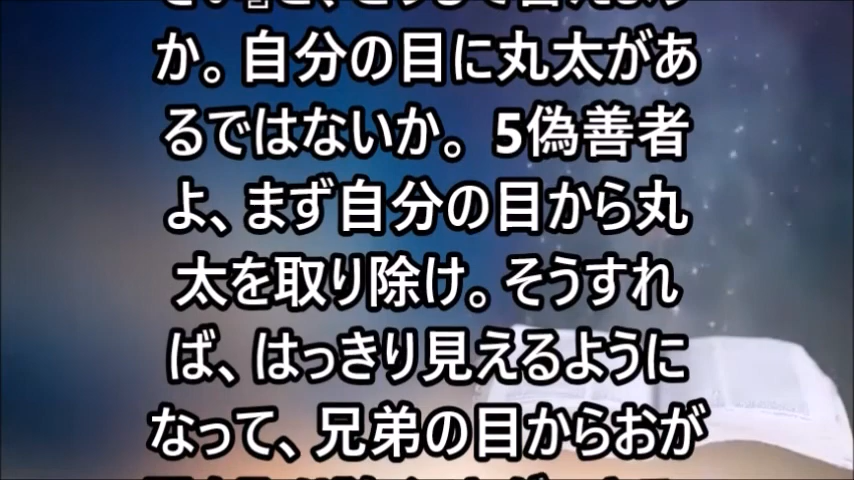 か。自分の目に丸太があ
るではないか。 5偽善者
よ、まず自分の目から丸
太を取り除け。そうすれ
ば、はっきり見えるように
なって、兄弟の目からおが